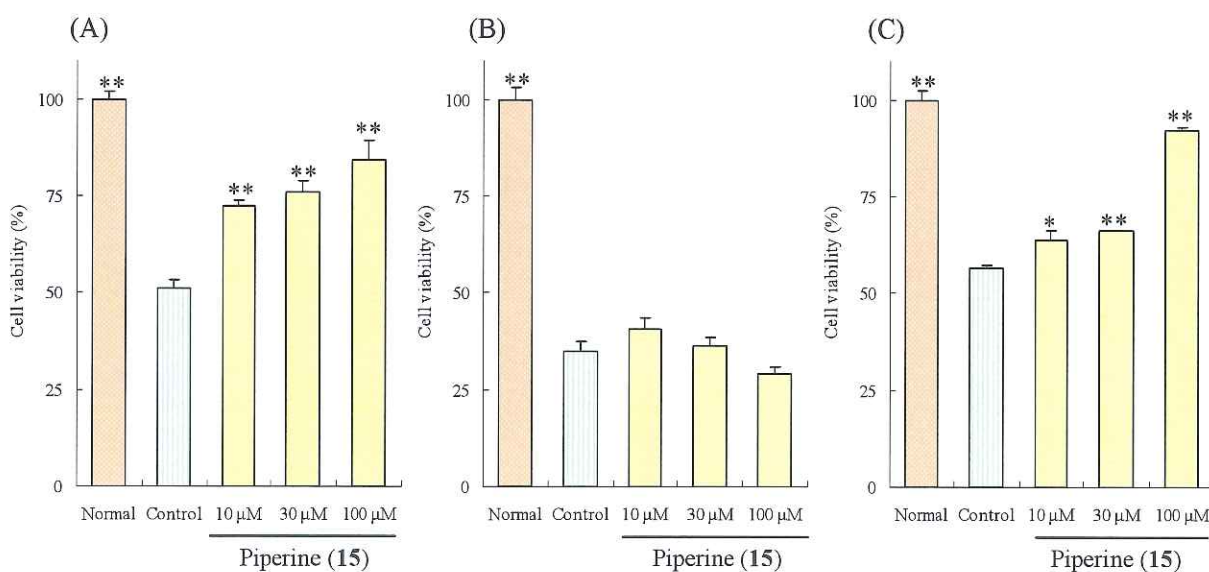 (A)
**
100
**
**
**
75
50
25
0
Cell viability (%)
Normal Control 10 μM 30 μM 100 μM
Piperine (15)
(B)
**
100
75
50
25
0
Cell viability (%)
Normal Control 10 μM 30 μM 100 μM
Piperine (15)
(C)
**
100
**
75
*
**
50
25
0
Cell viability (%)
Normal Control 10 μM 30 μM 100 μM
Piperine (15)